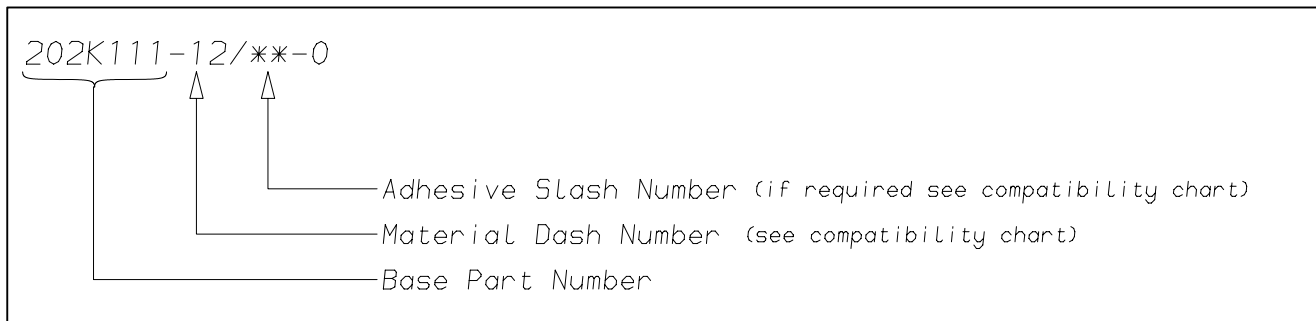 202K111-12/**-0
Adhesive Slash Number (if required see compatibility chart)
Material Dash Number (see compatibility chart)
Base Part Number